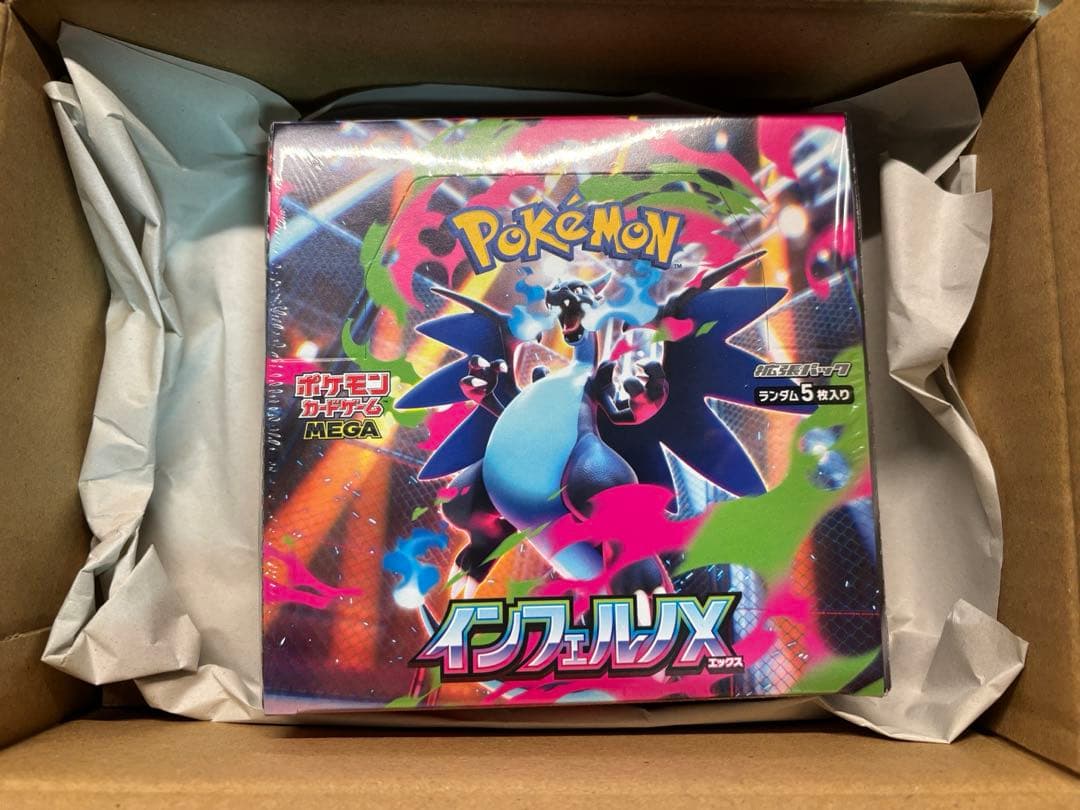 POKéMON
TM
ポケモン
カードゲーム
MEGA
拡張パック
ランダム5枚入り
インフェルノX
エックス